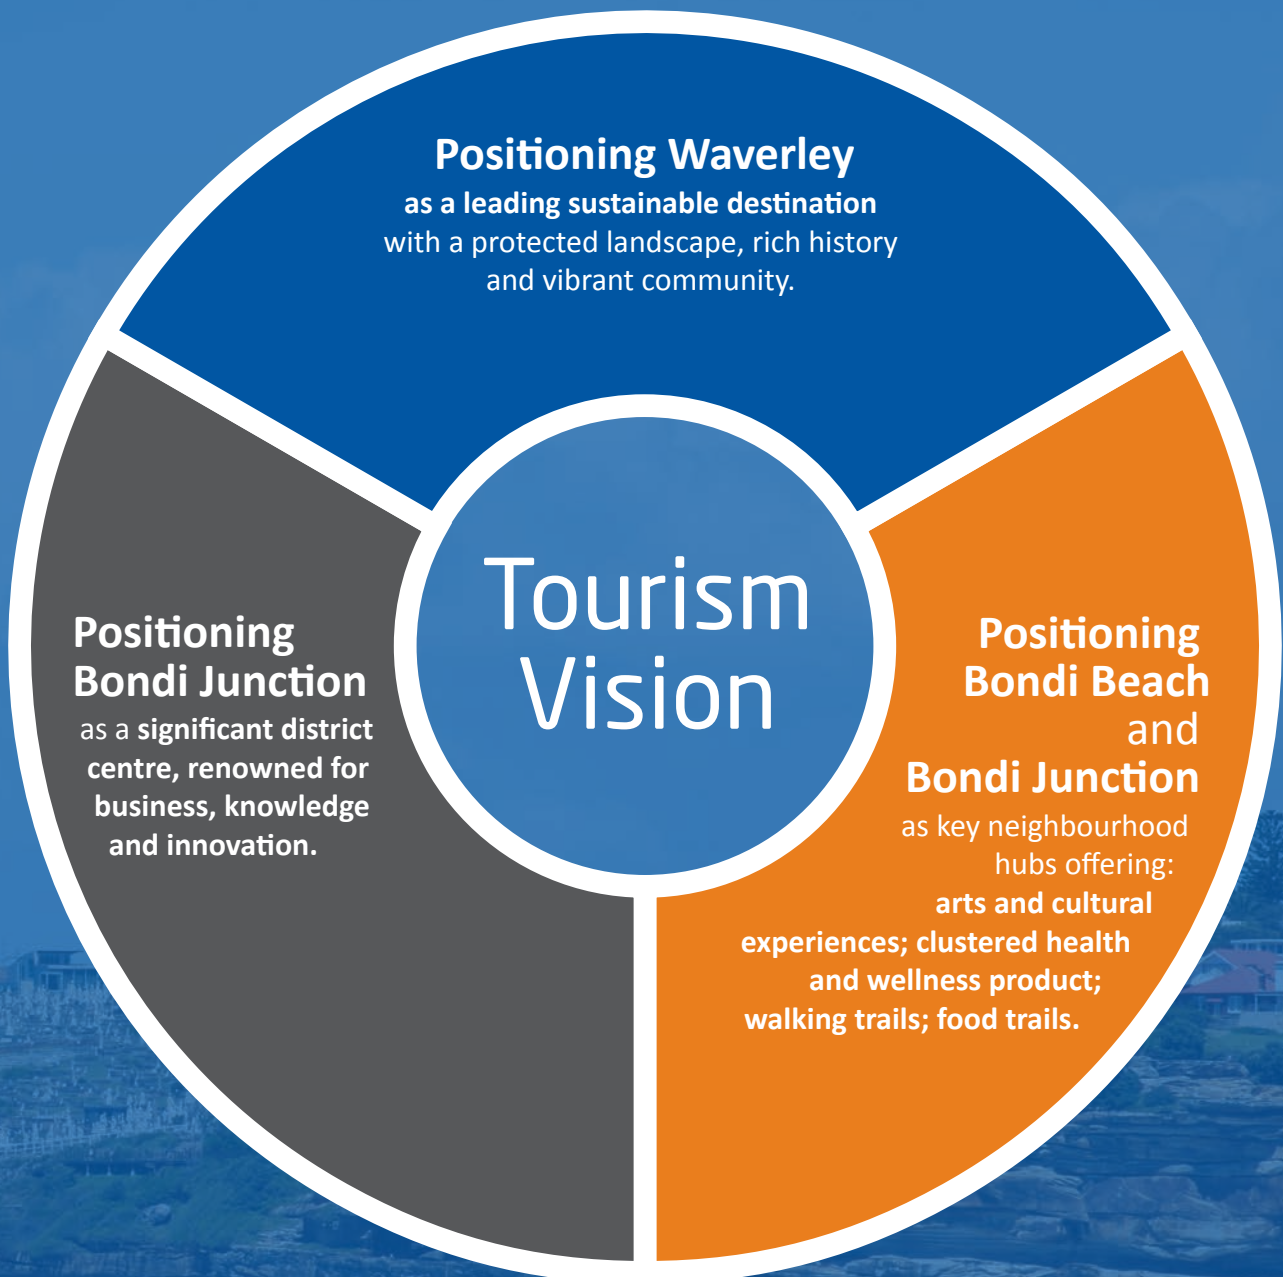 Positioning Waverley
as a leading sustainable destination
with a protected landscape, rich history
and vibrant community.
Tourism
Vision
Positioning
Bondi Junction
as a significant district
centre, renowned for
business, knowledge
and innovation.
Positioning
Bondi Beach
and
Bondi Junction
as key neighbourhood
hubs offering:
arts and cultural
experiences; clustered health
and wellness product;
walking trails; food trails.